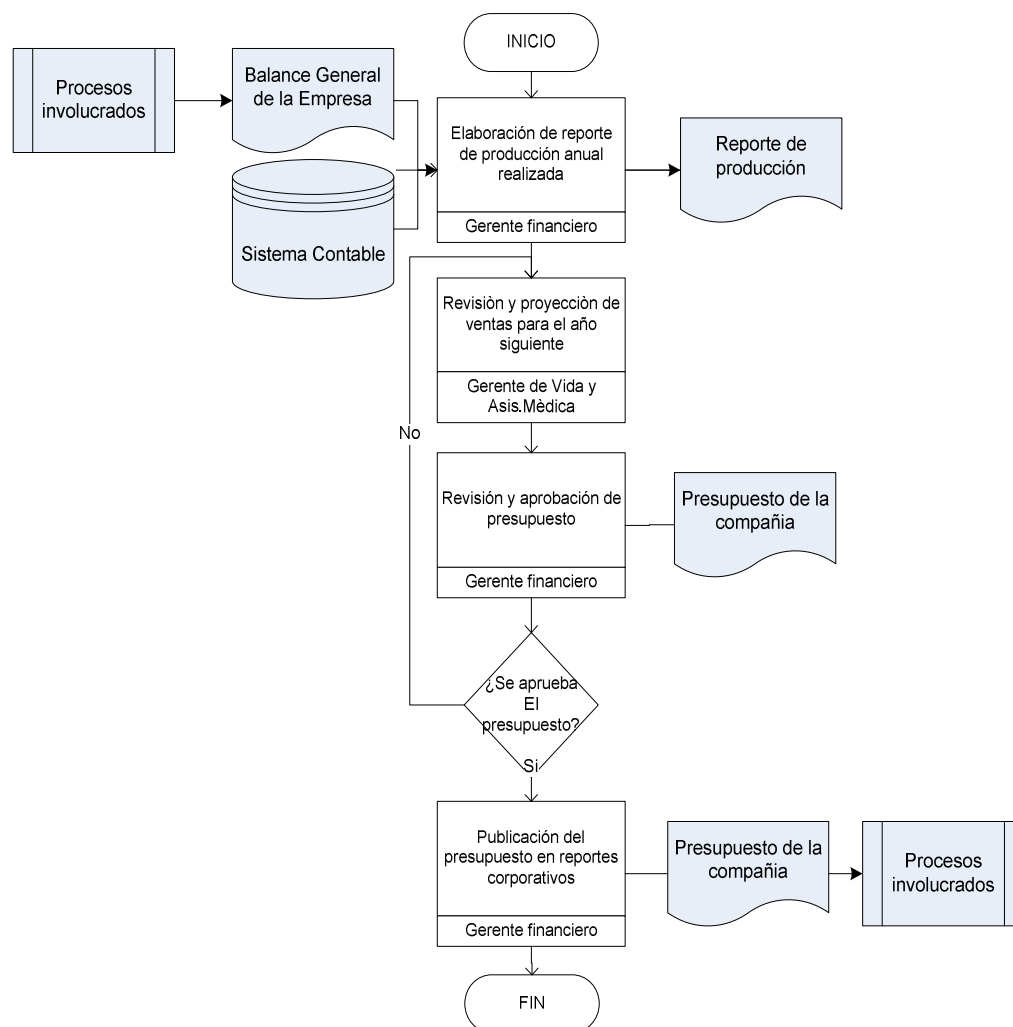 INICIO
Procesos
involucrados
Balance General
de la Empresa
Elaboración de reporte
de producción anual
realizada
Gerente financiero
Reporte de
producción
Sistema Contable
Revisiòn y proyecciòn de
ventas para el año
siguiente
Gerente de Vida y
Asis.Mèdica
No
Revisión y aprobación de
presupuesto
Gerente financiero
Presupuesto de la
compañia
¿Se aprueba
El
presupuesto?
Si
Publicación del
presupuesto en reportes
corporativos
Gerente financiero
Presupuesto de la
compañia
Procesos
involucrados
FIN